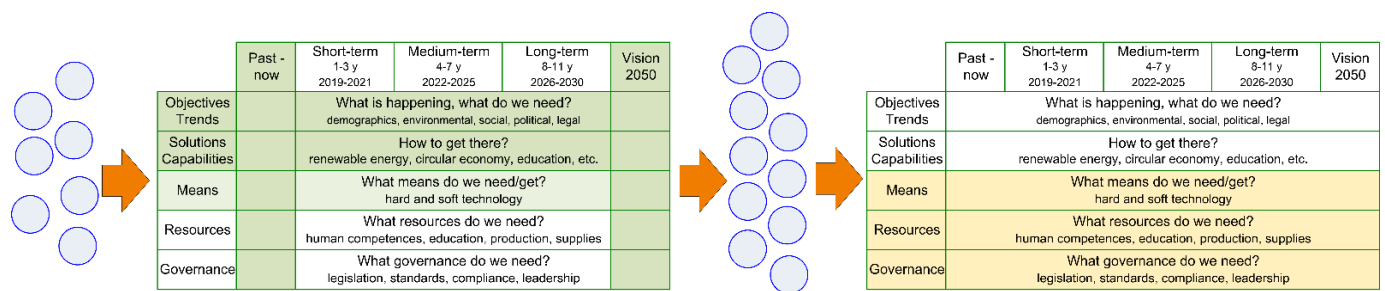 Past - now
Short-term
1-3 y
2019-2021
Medium-term
4-7 y
2022-2025
Long-term
8-11 y
2026-2030
Vision
2050
Objectives
Trends
What is happening, what do we need?
demographics, environmental, social, political, legal
Solutions
Capabilities
How to get there?
renewable energy, circular economy, education, etc.
Means
What means do we need/get?
hard and soft technology
Resources
What resources do we need?
human competences, education, production, supplies
Governance
What governance do we need?
legislation, standards, compliance, leadership
Past -
now
Short-term
1-3 y
2019-2021
Medium-term
4-7 y
2022-2025
Long-term
8-11 y
2026-2030
Vision
2050
Objectives
Trends
What is happening, what do we need?
demographics, environmental, social, political, legal
Solutions
Capabilities
How to get there?
renewable energy, circular economy, education, etc.
Means
What means do we need/get?
hard and soft technology
Resources
What resources do we need?
human competences, education, production, supplies
Governance
What governance do we need?
legislation, standards, compliance, leadership